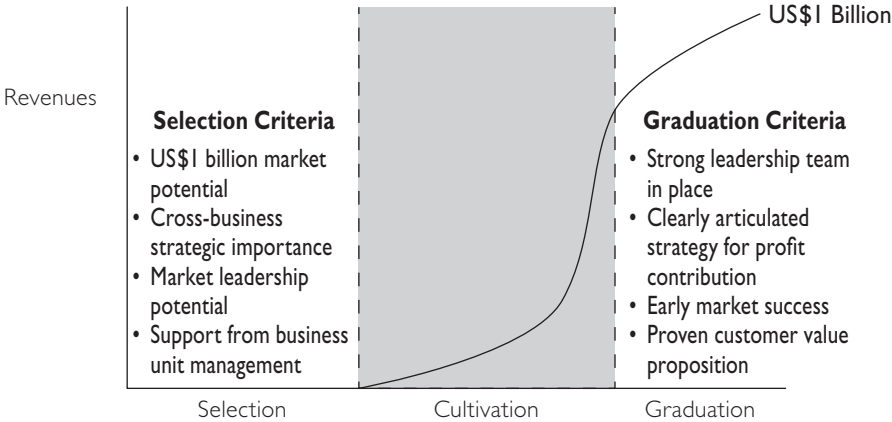 US$1 Billion
Revenues
Selection Criteria
• US$1 billion market
potential
• Cross-business
strategic importance
• Market leadership
potential
• Support from business
unit management
Graduation Criteria
• Strong leadership team
in place
• Clearly articulated
strategy for profit
contribution
• Early market success
• Proven customer value
proposition
Selection
Cultivation
Graduation